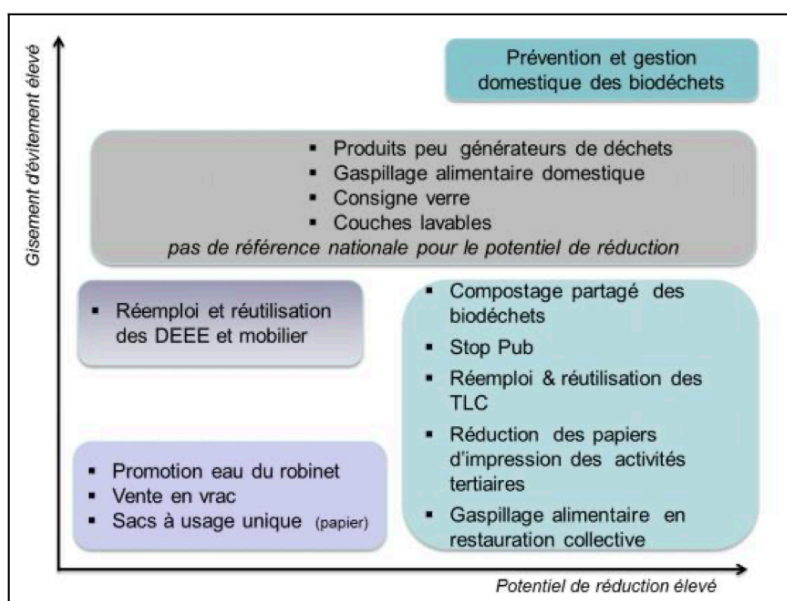 Gisement d'évitement élevé
Prévention et gestion
domestique des biodéchets
▪ Produits peu générateurs de déchets
▪ Gaspillage alimentaire domestique
▪ Consigne verre
▪ Couches lavables
pas de référence nationale pour le potentiel de réduction
▪ Réemploi et réutilisation
des DEEE et mobilier
▪ Compostage partagé des
biodéchets
▪ Stop Pub
▪ Réemploi & réutilisation des
TLC
▪ Réduction des papiers
d'impression des activités
tertiaires
▪ Gaspillage alimentaire en
restauration collective
▪ Promotion eau du robinet
▪ Vente en vrac
▪ Sacs à usage unique (papier)
Potentiel de réduction élevé